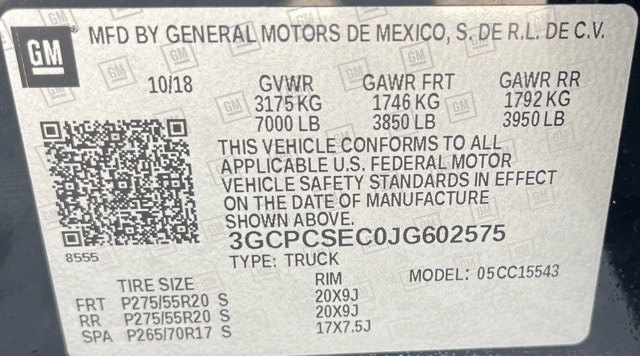 GM MFD BY GENERAL MOTORS DE MEXICO, S. DE R.L. DE C.V.
10/18 GVWR GAWR FRT GAWR RR
3175 KG 1746 KG 1792 KG
7000 LB 3850 LB 3950 LB
THIS VEHICLE CONFORMS TO ALL
APPLICABLE U.S. FEDERAL MOTOR
VEHICLE SAFETY STANDARDS IN EFFECT
ON THE DATE OF MANUFACTURE
SHOWN ABOVE.
3GCPCSEC0JG602575
8555 TYPE: TRUCK MODEL: 05CC15543
TIRE SIZE RIM
FRT P275/55R20 S 20X9J
RR P275/55R20 S 20X9J
SPA P265/70R17 S 17X7.5J